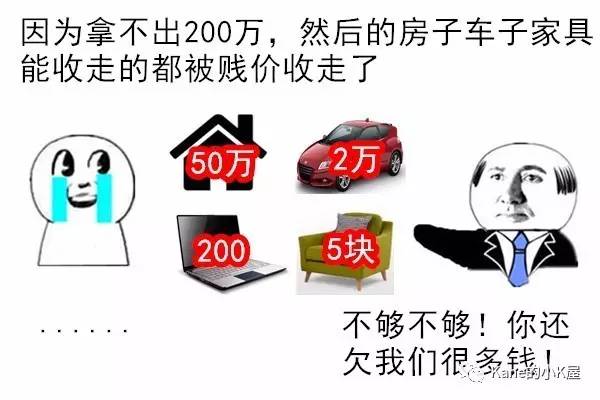 因为拿不出200万，然后的房子车子家具
能收走的都被贱价收走了
50万
2万
200
5块
......
不够不够！你还
欠我们很多钱！
Kane的小K屋